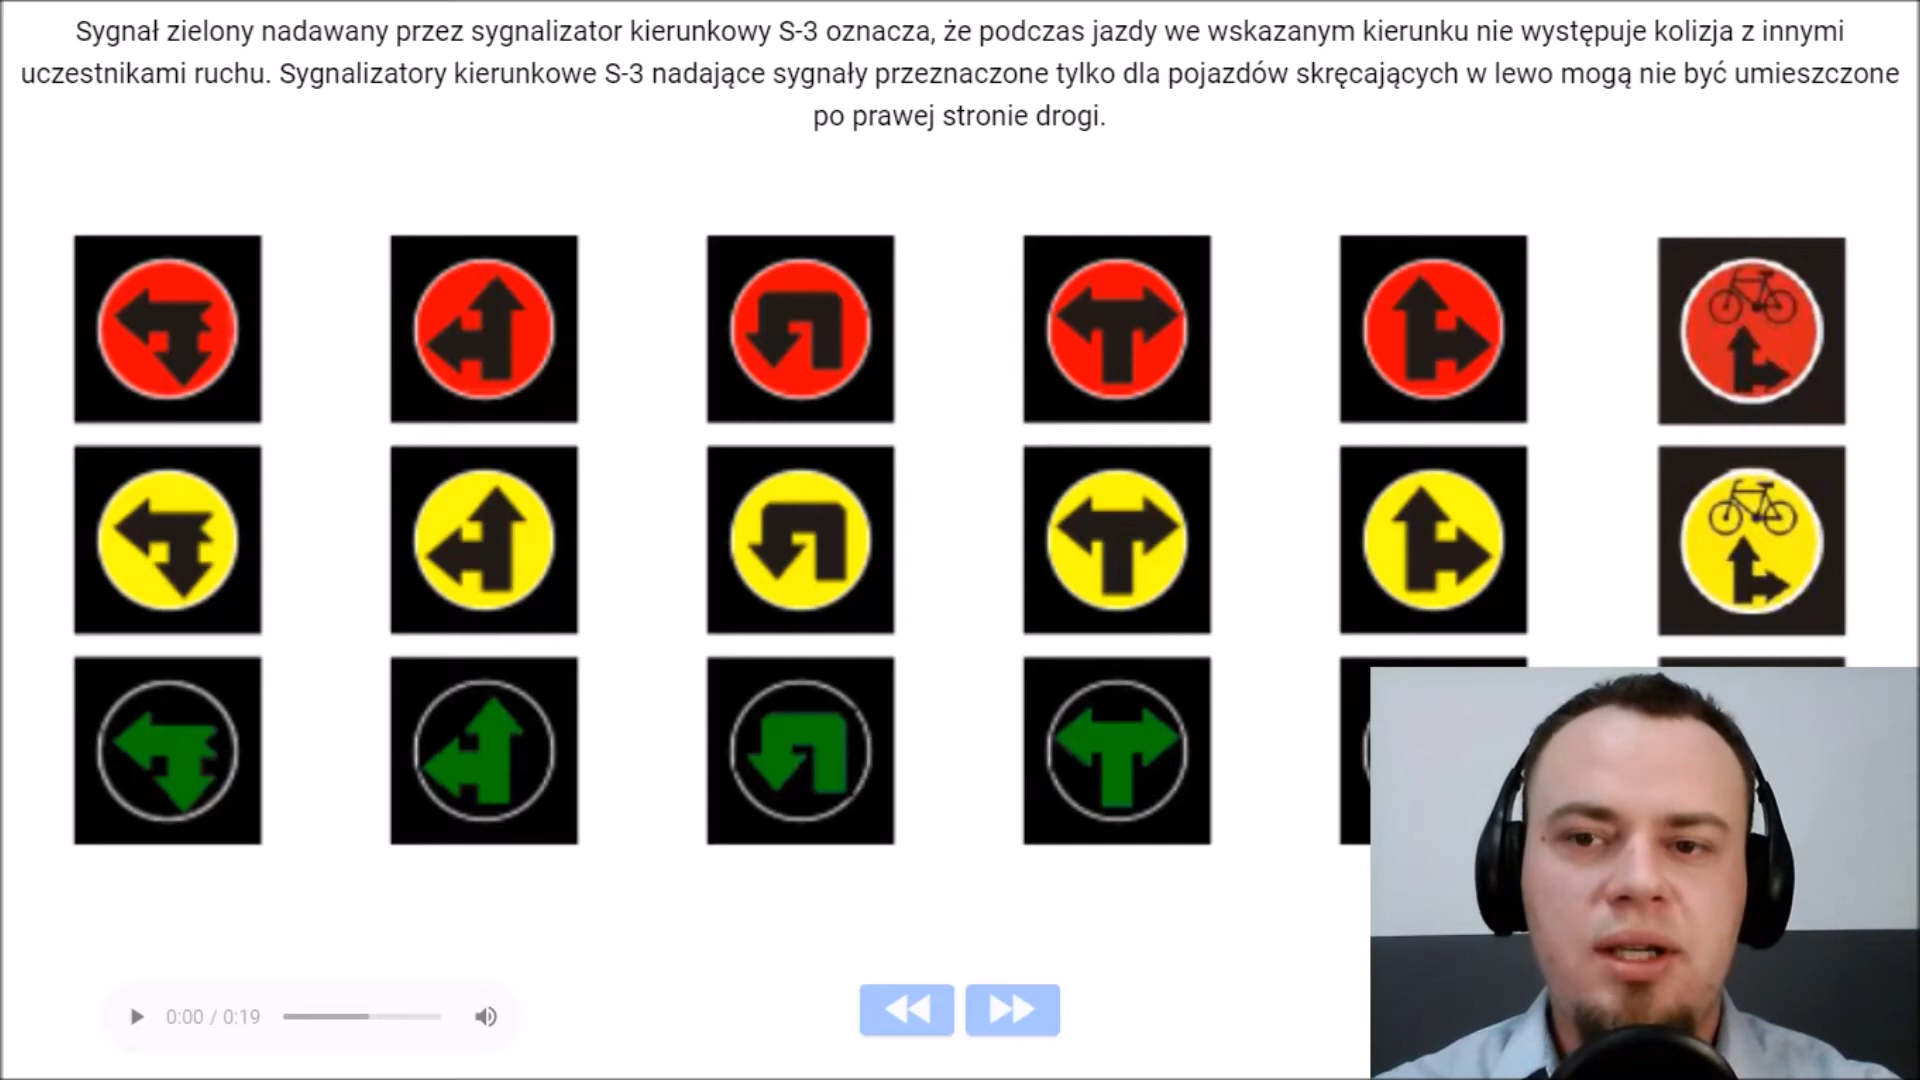 Sygnał zielony nadawany przez sygnalizator kierunkowy S-3 oznacza, że podczas jazdy we wskazanym kierunku nie występuje kolizja z innymi
uczestnikami ruchu. Sygnalizatory kierunkowe S-3 nadające sygnały przeznaczone tylko dla pojazdów skręcających w lewo mogą nie być umieszczone
po prawej stronie drogi.
0:00 / 0:19